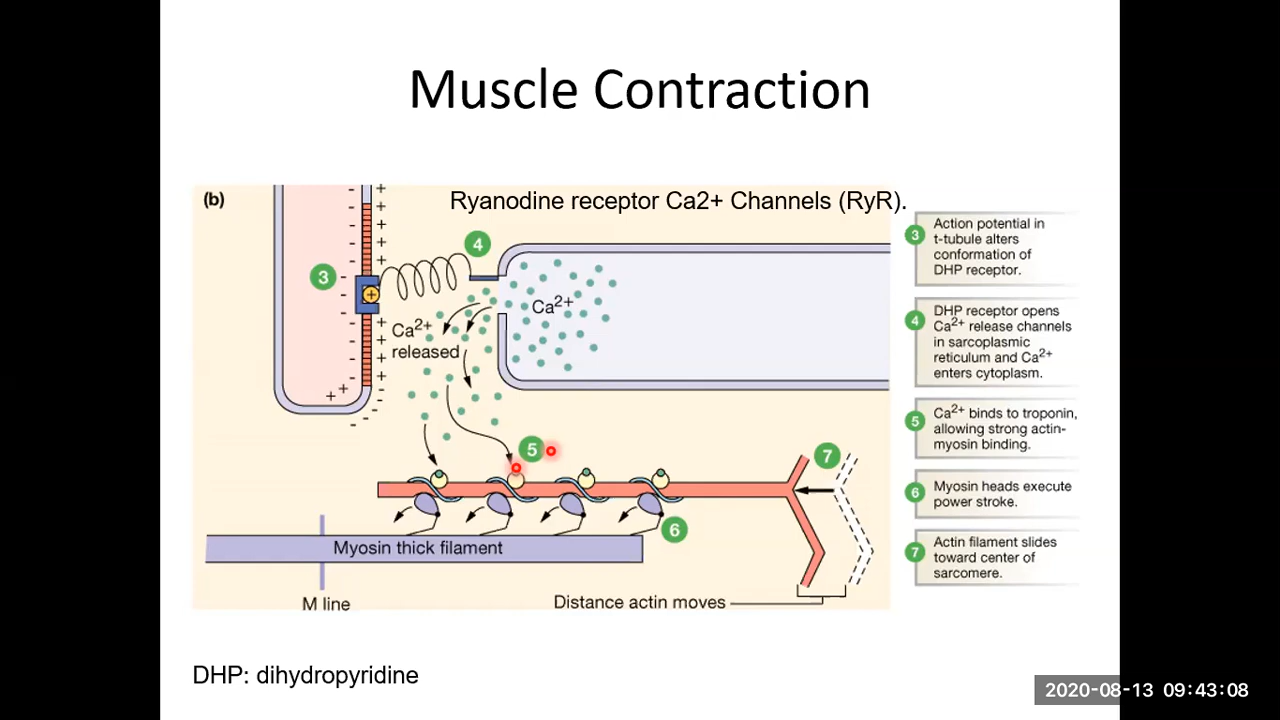 Muscle Contraction
(b)
Ryanodine receptor Ca2+ Channels (RyR).
3
4
Ca2+
Ca2+
released
5
7
6
Myosin thick filament
M line
Distance actin moves
3
Action potential in
t-tubule alters
conformation of
DHP receptor.
4
DHP receptor opens
Ca2+ release channels
in sarcoplasmic
reticulum and Ca2+
enters cytoplasm.
5
Ca2+ binds to troponin,
allowing strong actin-
myosin binding.
6
Myosin heads execute
power stroke.
7
Actin filament slides
toward center of
sarcomere.
DHP: dihydropyridine
2020-08-13 09:43:08